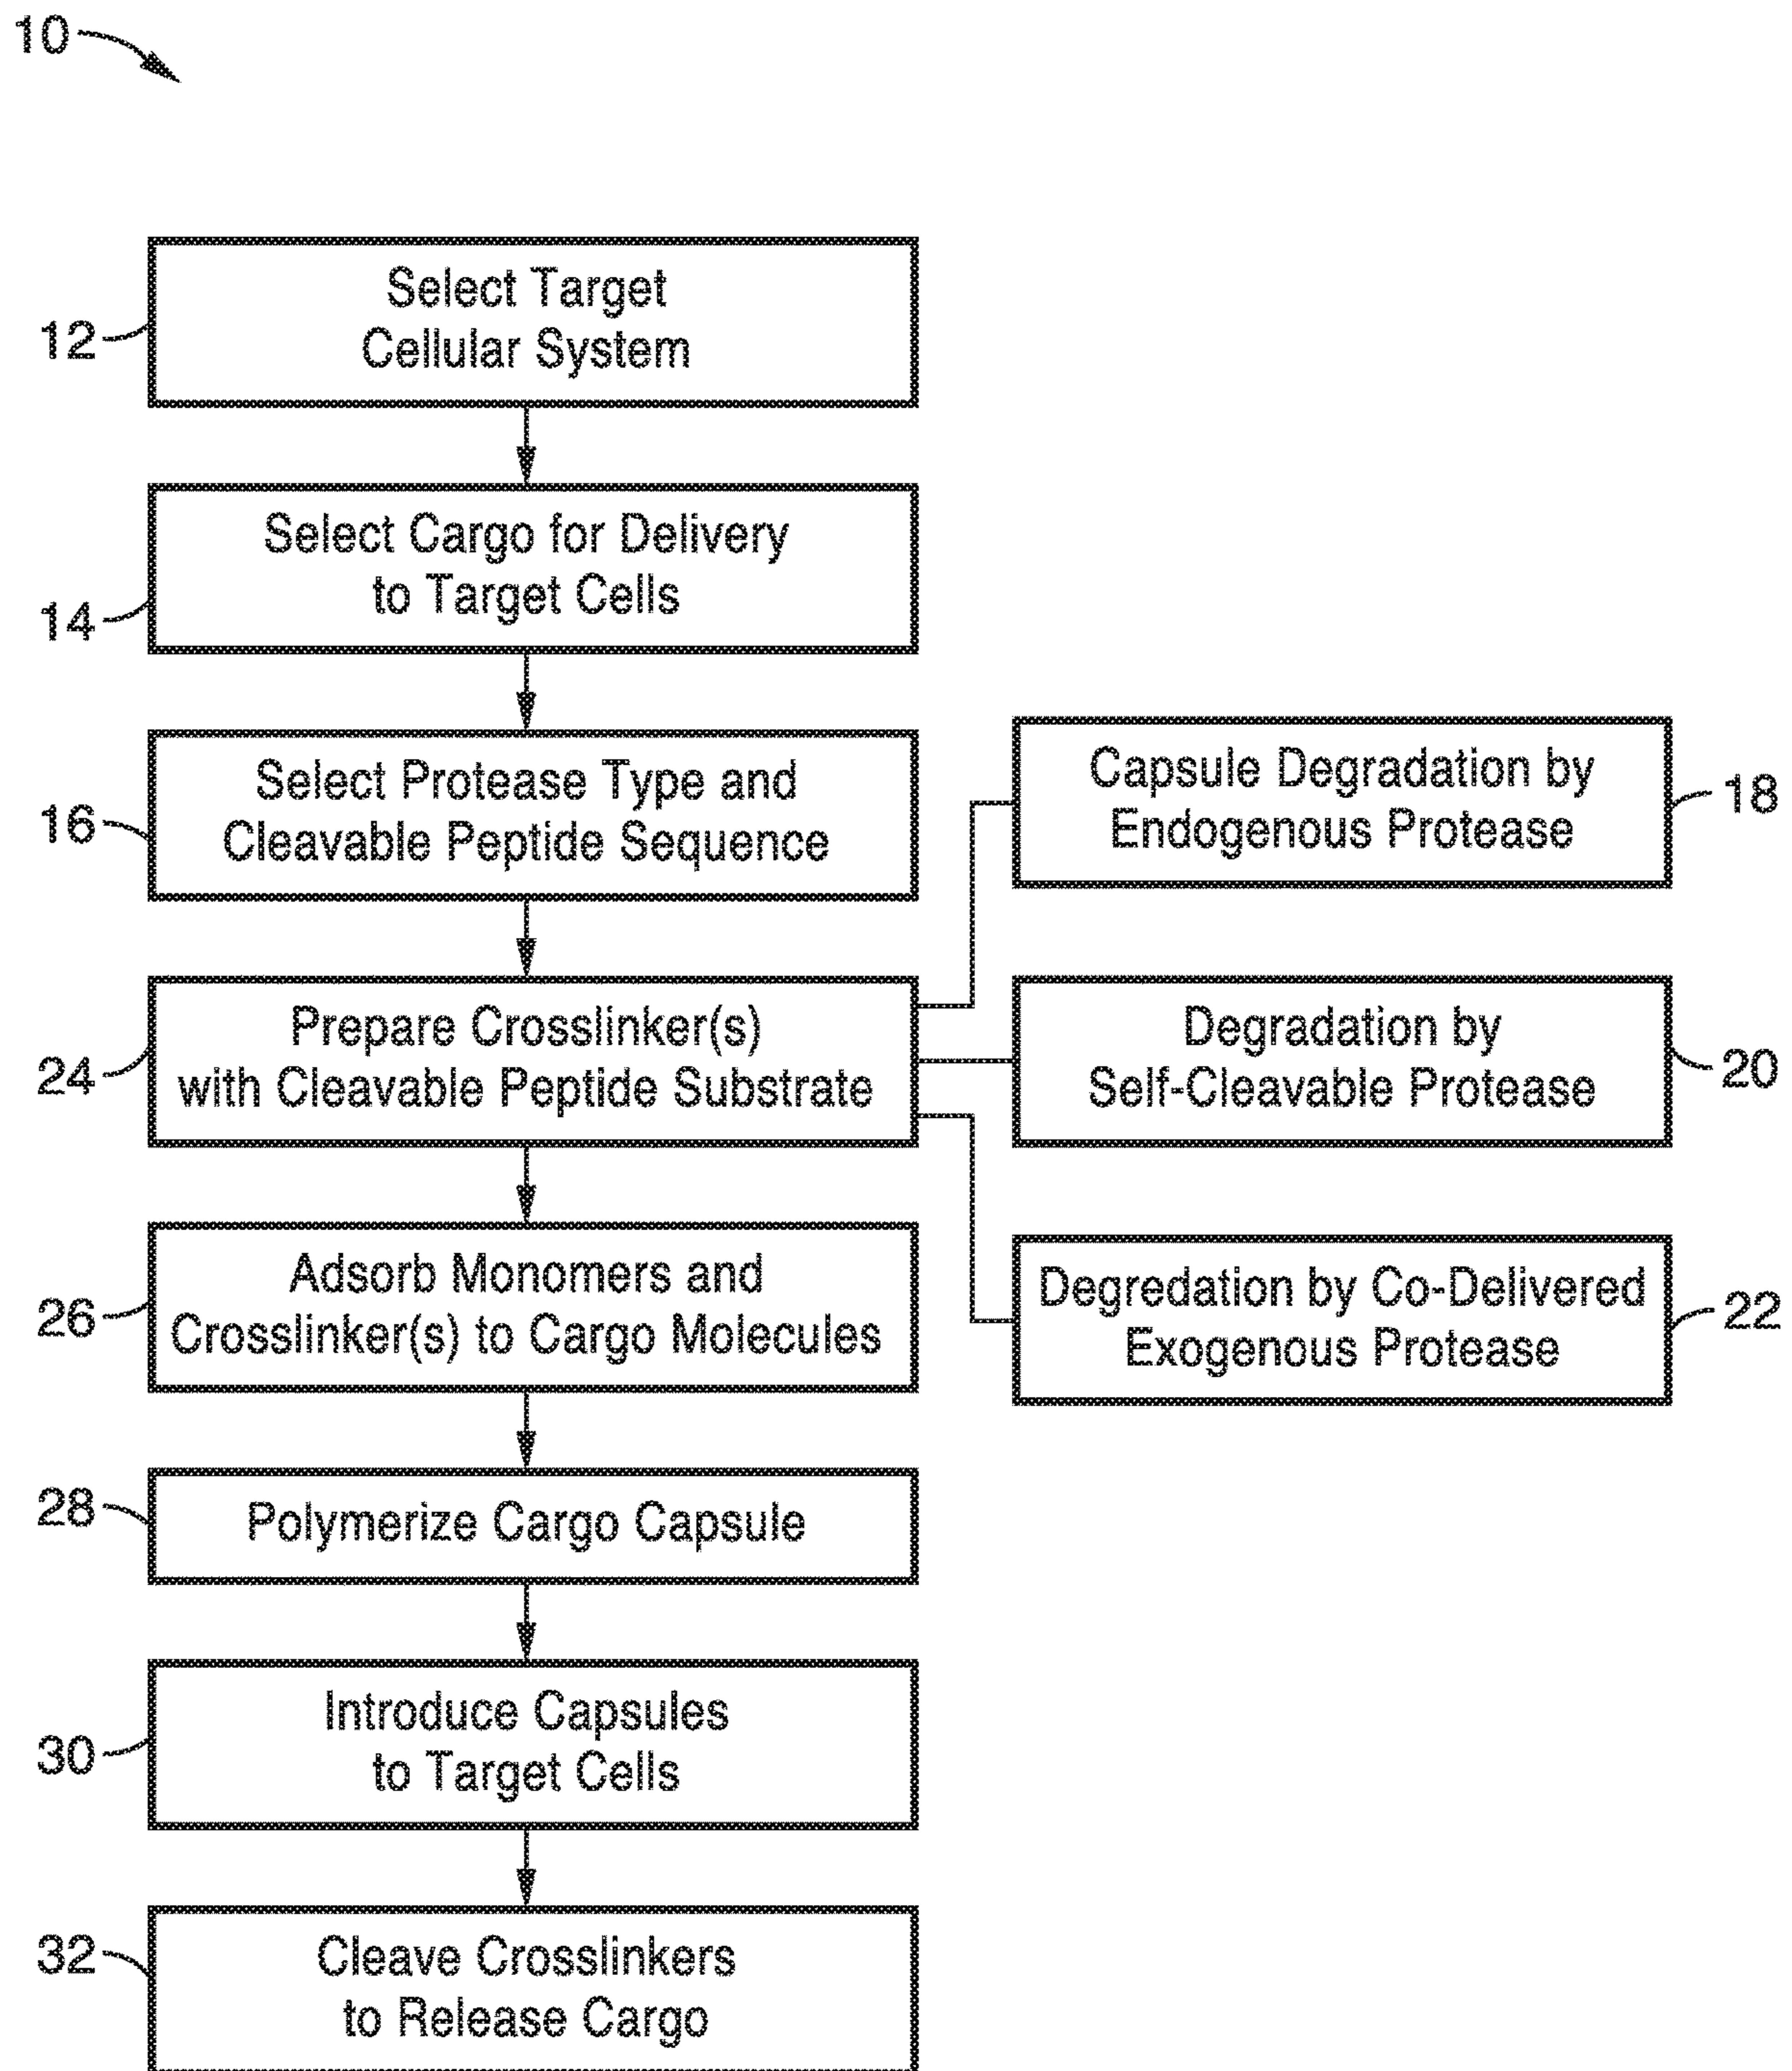 10
Select Target
Cellular System
12
Select Cargo for Delivery
to Target Cells
14
Select Protease Type and
Cleavable Peptide Sequence
16
Capsule Degradation by
Endogenous Protease
18
Prepare Crosslinker(s)
with Cleavable Peptide Substrate
24
Degradation by
Self-Cleavable Protease
20
Adsorb Monomers and
Crosslinker(s) to Cargo Molecules
26
Degredation by Co-Delivered
Exogenous Protease
22
Polymerize Cargo Capsule
28
Introduce Capsules
to Target Cells
30
Cleave Crosslinkers
to Release Cargo
32